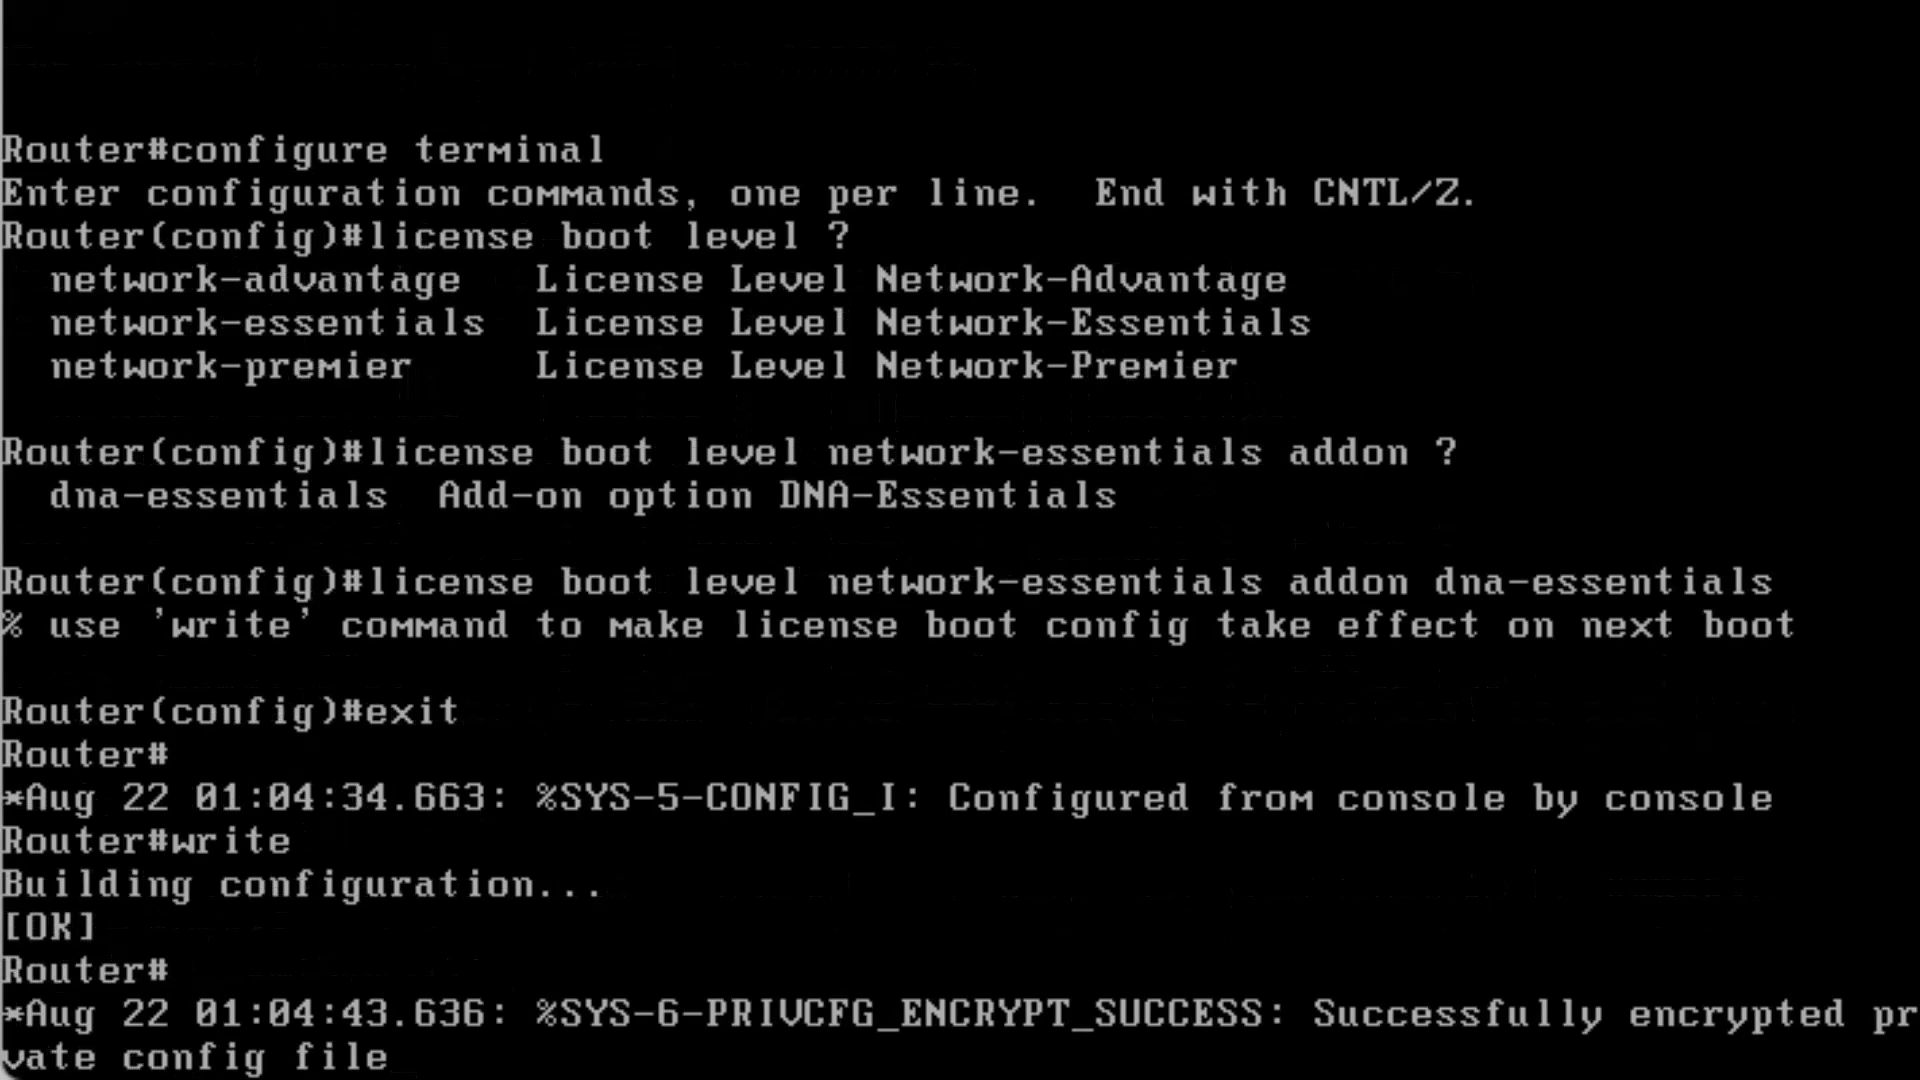 Router#configure terminal
Enter configuration commands, one per line.  End with CNTL/Z.
Router(config)#license boot level ?
  network-advantage   License Level Network-Advantage
  network-essentials  License Level Network-Essentials
  network-premier     License Level Network-Premier
Router(config)#license boot level network-essentials addon ?
  dna-essentials  Add-on option DNA-Essentials
Router(config)#license boot level network-essentials addon dna-essentials
% use 'write' command to make license boot config take effect on next boot
Router(config)#exit
Router#
*Aug 22 01:04:34.663: %SYS-5-CONFIG_I: Configured from console by console
Router#write
Building configuration...
[OK]
Router#
*Aug 22 01:04:43.636: %SYS-6-PRIVCFG_ENCRYPT_SUCCESS: Successfully encrypted pr
vate config file